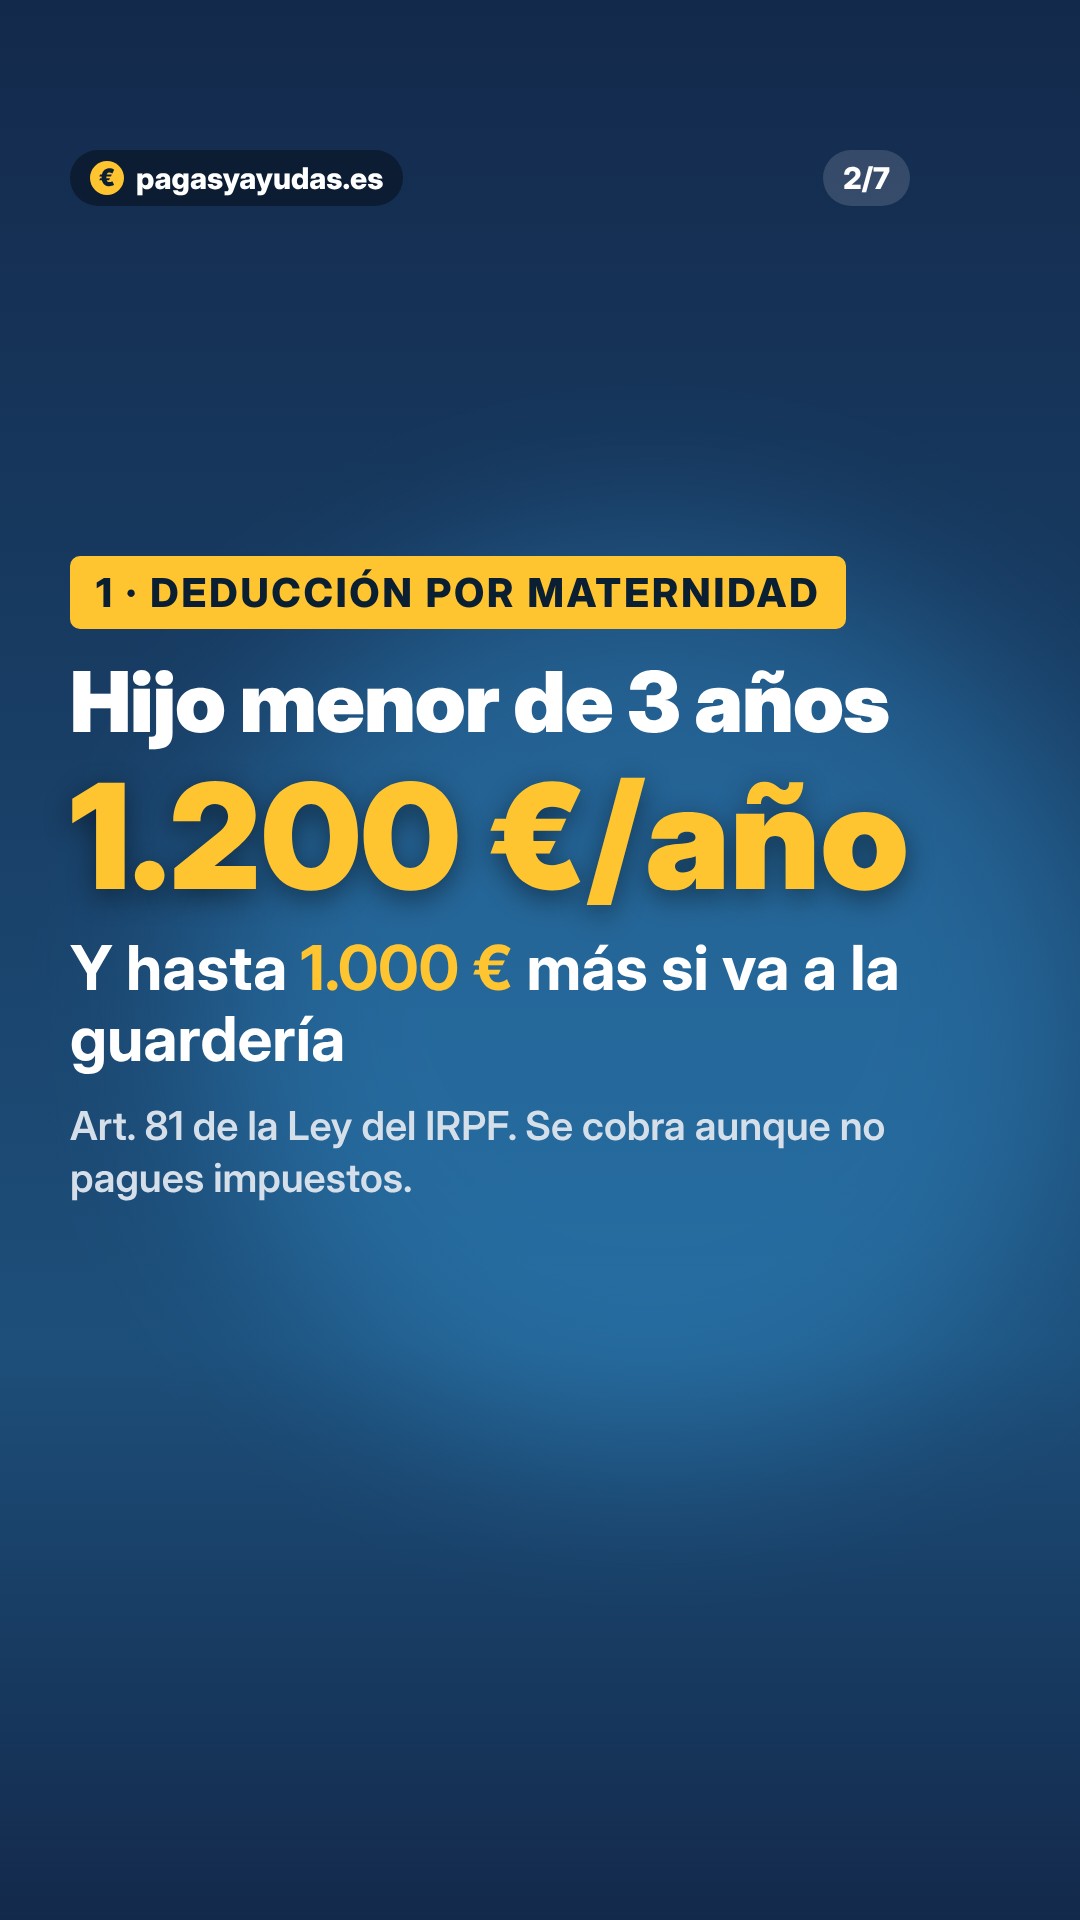 € pagasyayudas.es
2/7
1 · DEDUCCIÓN POR MATERNIDAD
Hijo menor de 3 años
1.200 €/año
Y hasta 1.000 € más si va a la
guardería
Art. 81 de la Ley del IRPF. Se cobra aunque no
pagues impuestos.